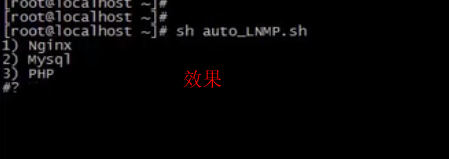 [root@localhost ~]#
[root@localhost ~]#
[root@localhost ~]# sh auto_LNMP.sh
1) Nginx
2) Mysql
3) PHP
#?
效果